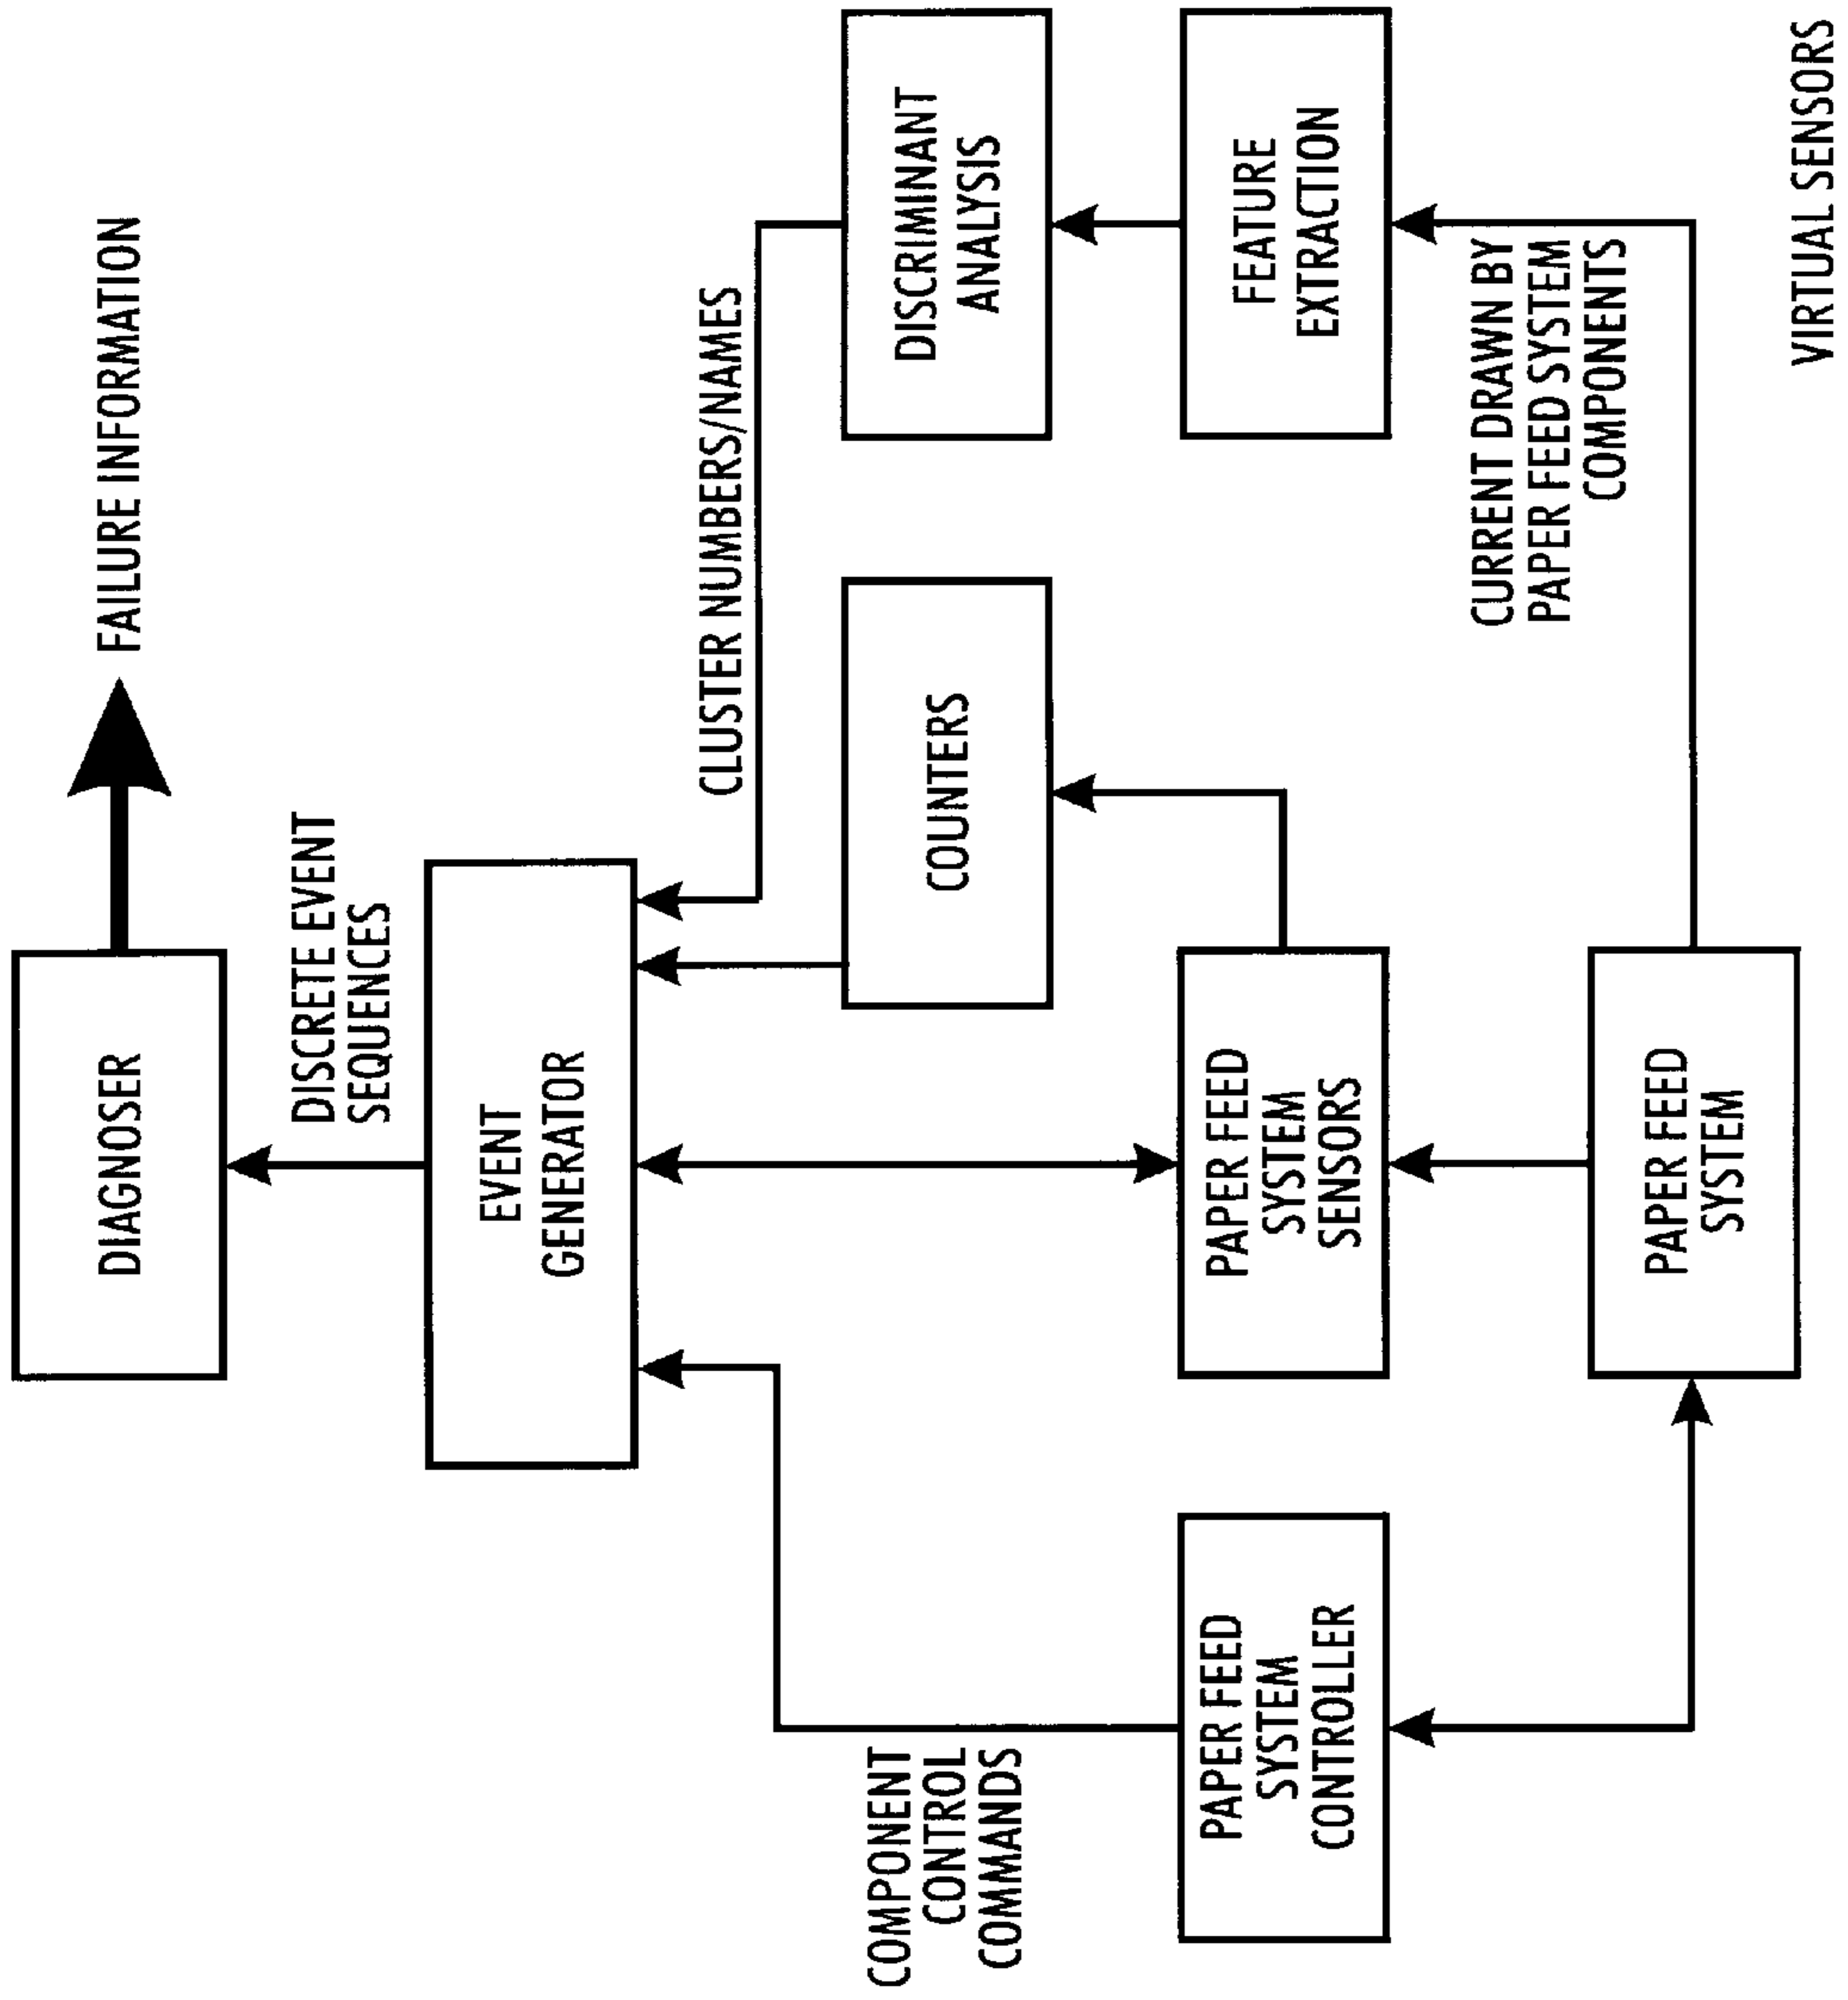 DIAGNOSER
FAILURE INFORMATION
DISCRETE EVENT
SEQUENCES
EVENT
GENERATOR
CLUSTER NUMBERS/NAMES
COMPONENT
CONTROL
COMMANDS
COUNTERS
DISCRIMINANT
ANALYSIS
PAPER FEED
SYSTEM
CONTROLLER
PAPER FEED
SYSTEM
SENSORS
FEATURE
EXTRACTION
CURRENT DRAWN BY
PAPER FEED SYSTEM
COMPONENTS
PAPER FEED
SYSTEM
VIRTUAL SENSORS